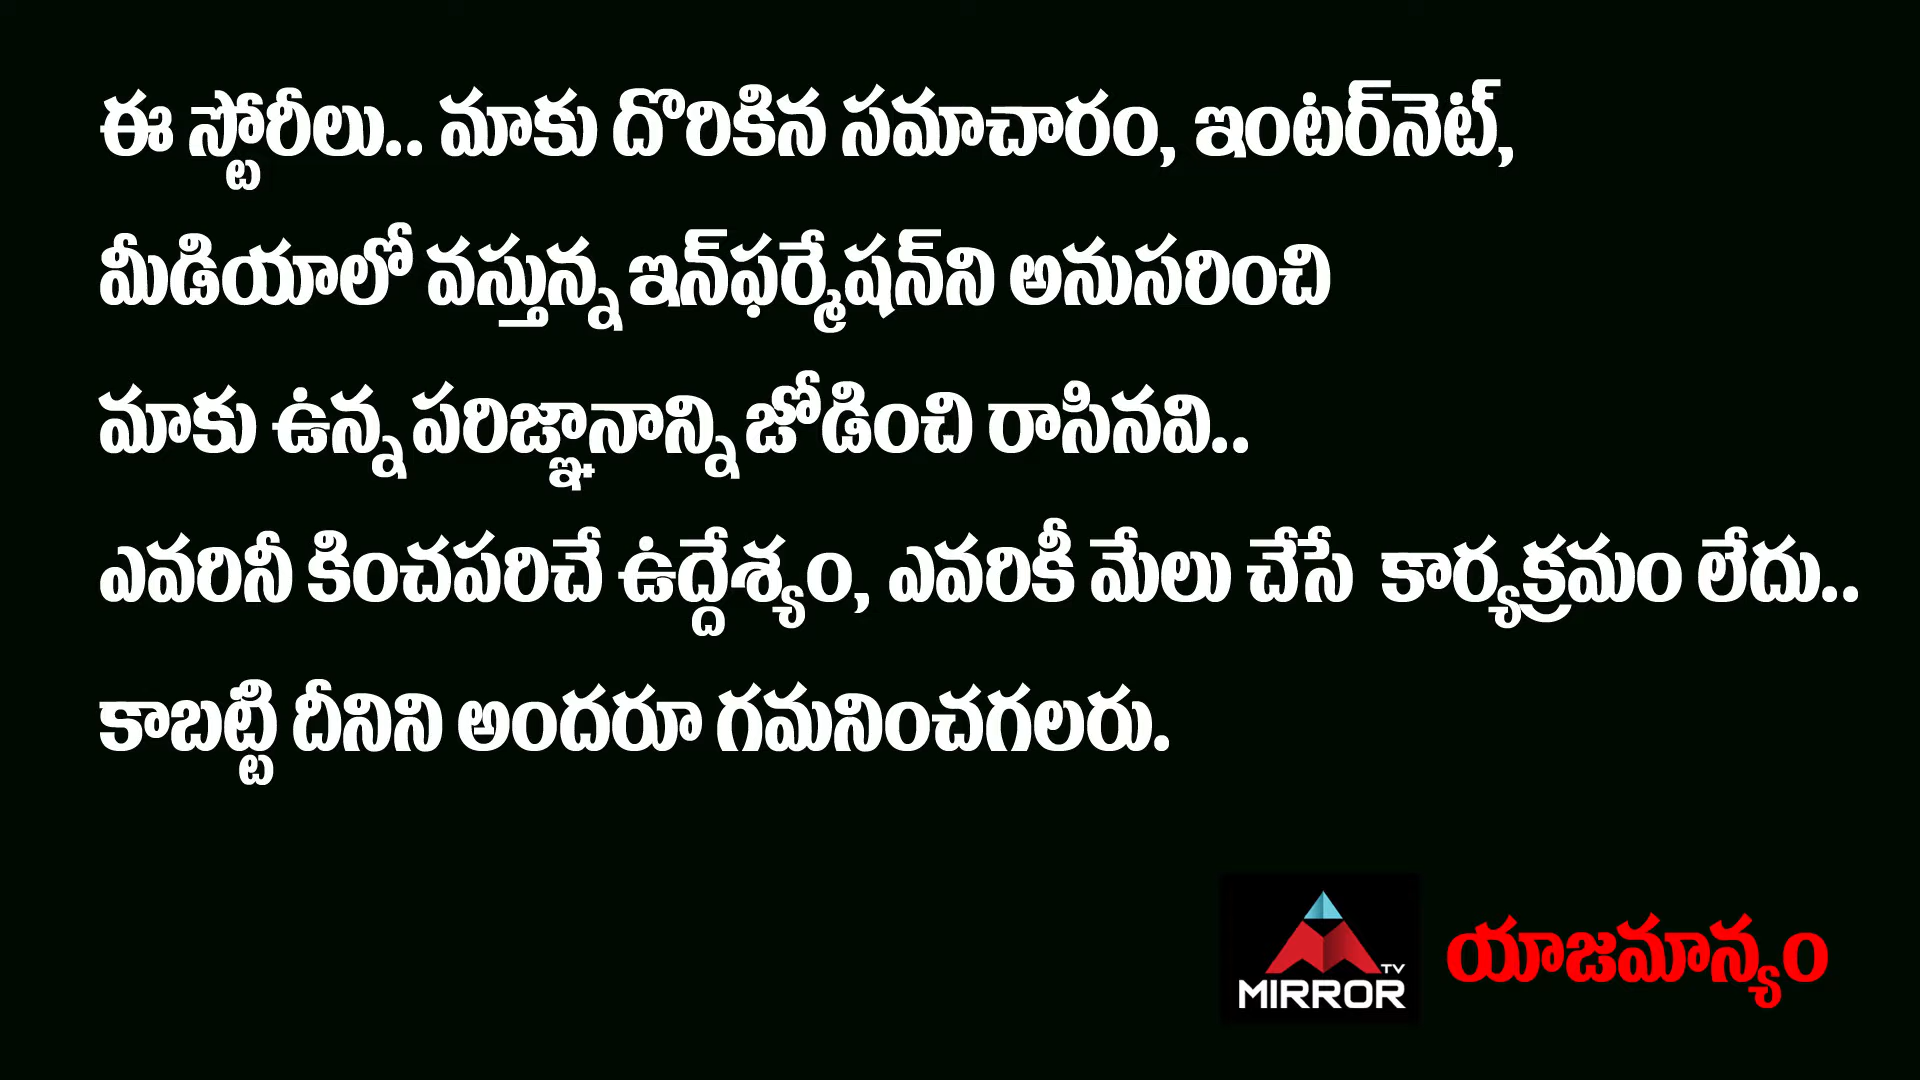 ఈ స్టోరీలు.. మాకు దొరికిన సమాచారం, ఇంటర్‌నెట్,
మీడియాలో వస్తున్న ఇన్‌ఫర్మేషన్‌ని అనుసరించి
మాకు ఉన్న పరిజ్ఞానాన్ని జోడించి రాసినవి..
ఎవరినీ కించపరిచే ఉద్దేశ్యం, ఎవరికీ మేలు చేసే కార్యక్రమం లేదు..
కాబట్టి దీనిని అందరూ గమనించగలరు.
TV
MIRROR
యాజమాన్యం